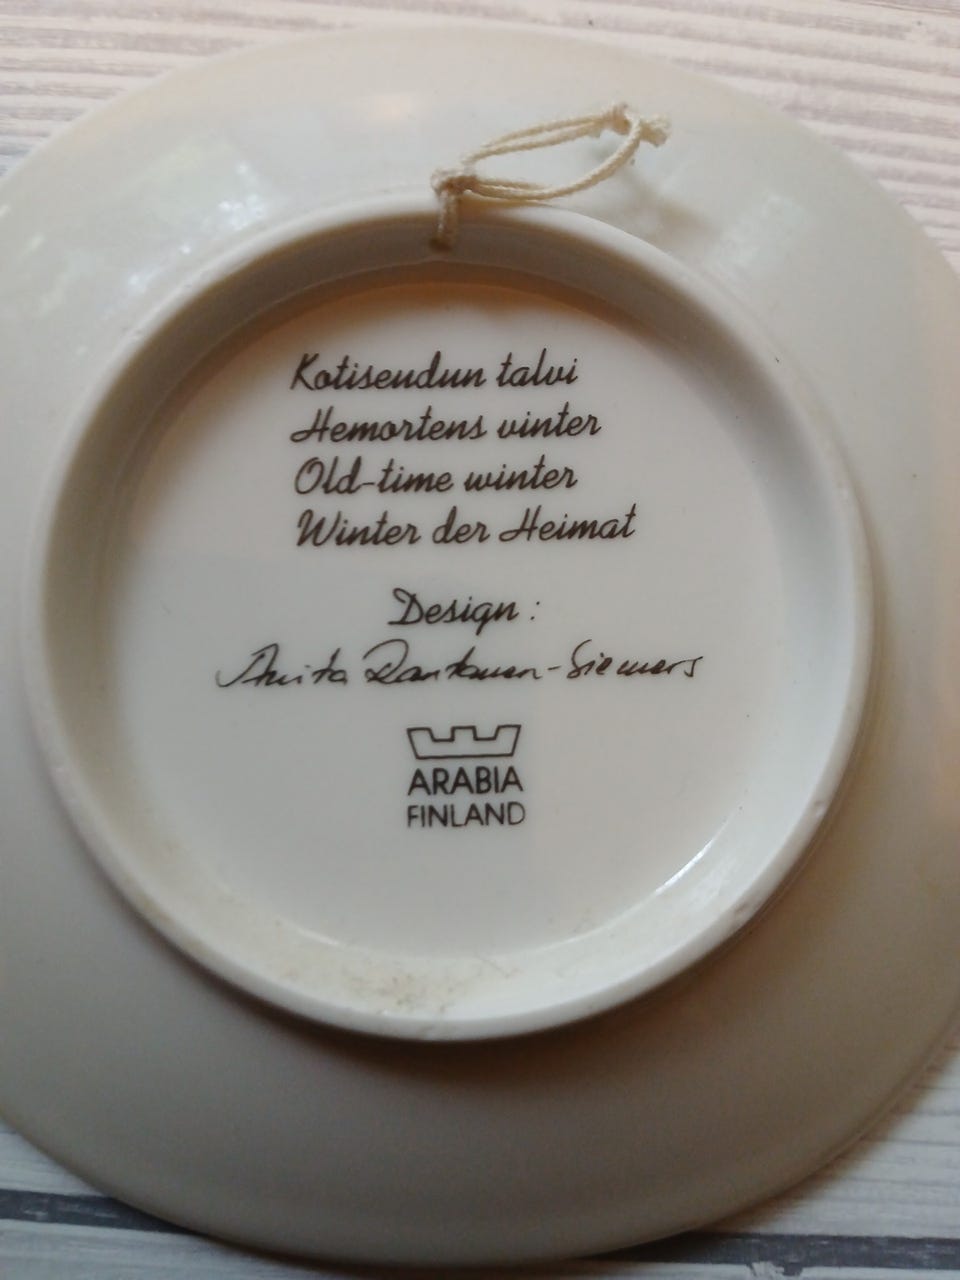 Kotiseudun talvi
Hemortens vinter
Old-time winter
Winter der Heimat
Design:
Anita Rantanen-Siemers
ARABIA
FINLAND